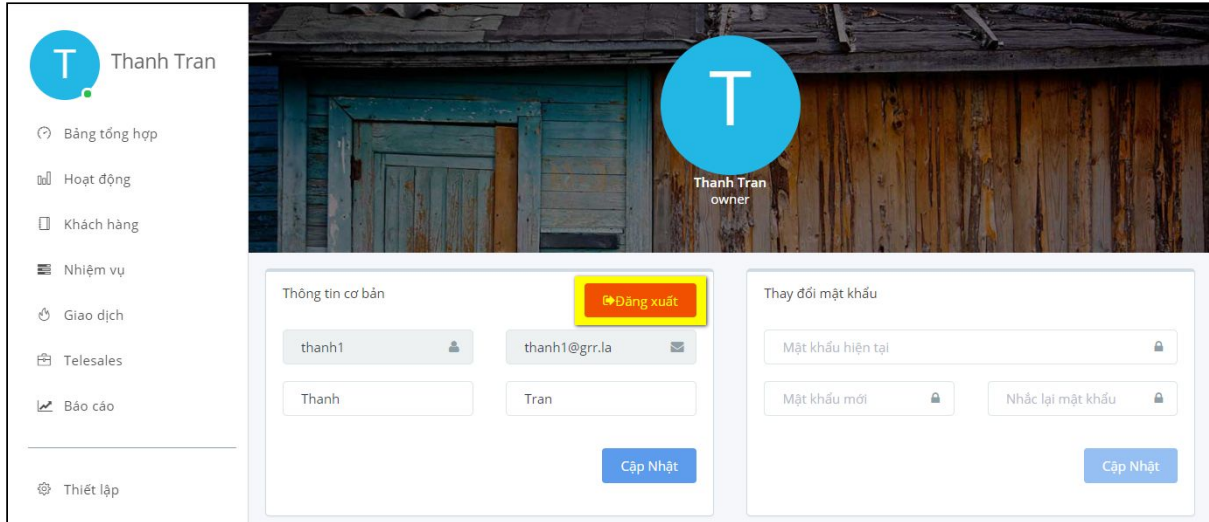 T
Thanh Tran
Bảng tổng hợp
Hoạt động
Khách hàng
Nhiệm vụ
Giao dịch
Telesales
Báo cáo
Thiết lập
T
Thanh Tran
owner
Thông tin cơ bản
Đăng xuất
thanh1
thanh1@grr.la
Thanh
Tran
Cập Nhật
Thay đổi mật khẩu
Mật khẩu hiện tại
Mật khẩu mới
Nhắc lại mật khẩu
Cập Nhật